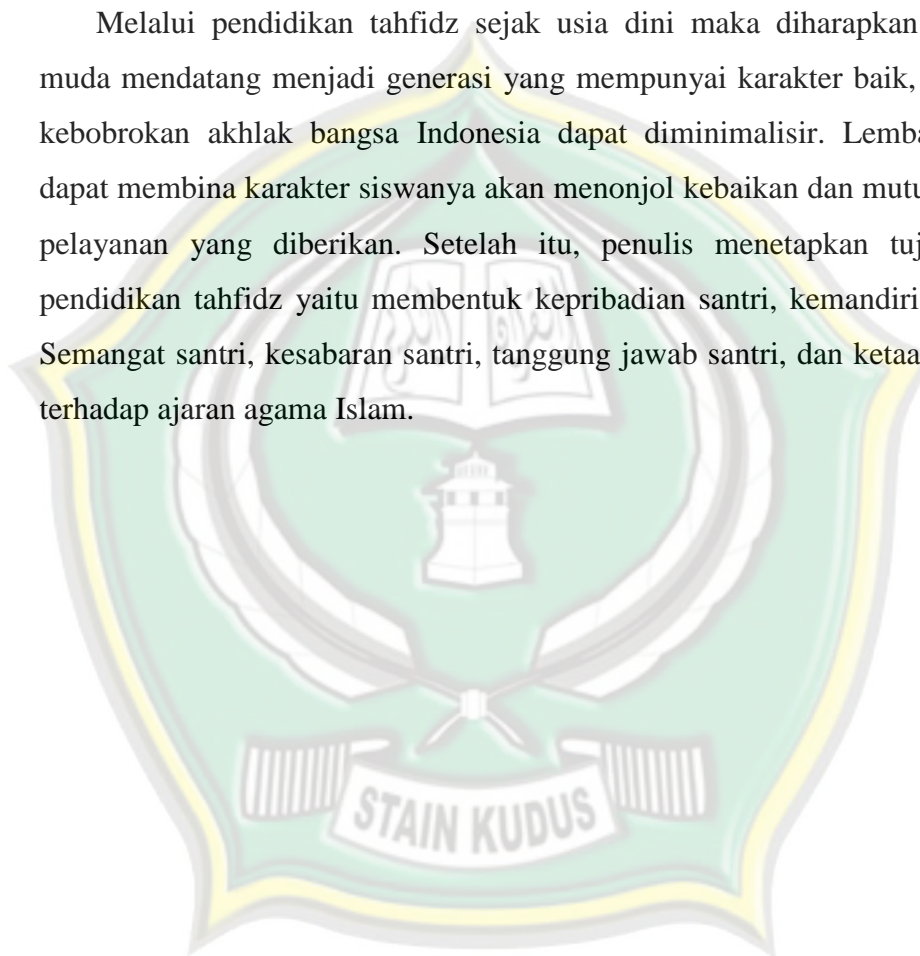 Melalui pendidikan tahfidz sejak usia dini maka diharapkan
muda mendatang menjadi generasi yang mempunyai karakter baik,
kebobrokan akhlak bangsa Indonesia dapat diminimalisir. Lemba
dapat membina karakter siswanya akan menonjol kebaikan dan mutu
pelayanan yang diberikan. Setelah itu, penulis menetapkan tuj
pendidikan tahfidz yaitu membentuk kepribadian santri, kemandiri
Semangat santri, kesabaran santri, tanggung jawab santri, dan ketaa
terhadap ajaran agama Islam.
STAIN KUDUS